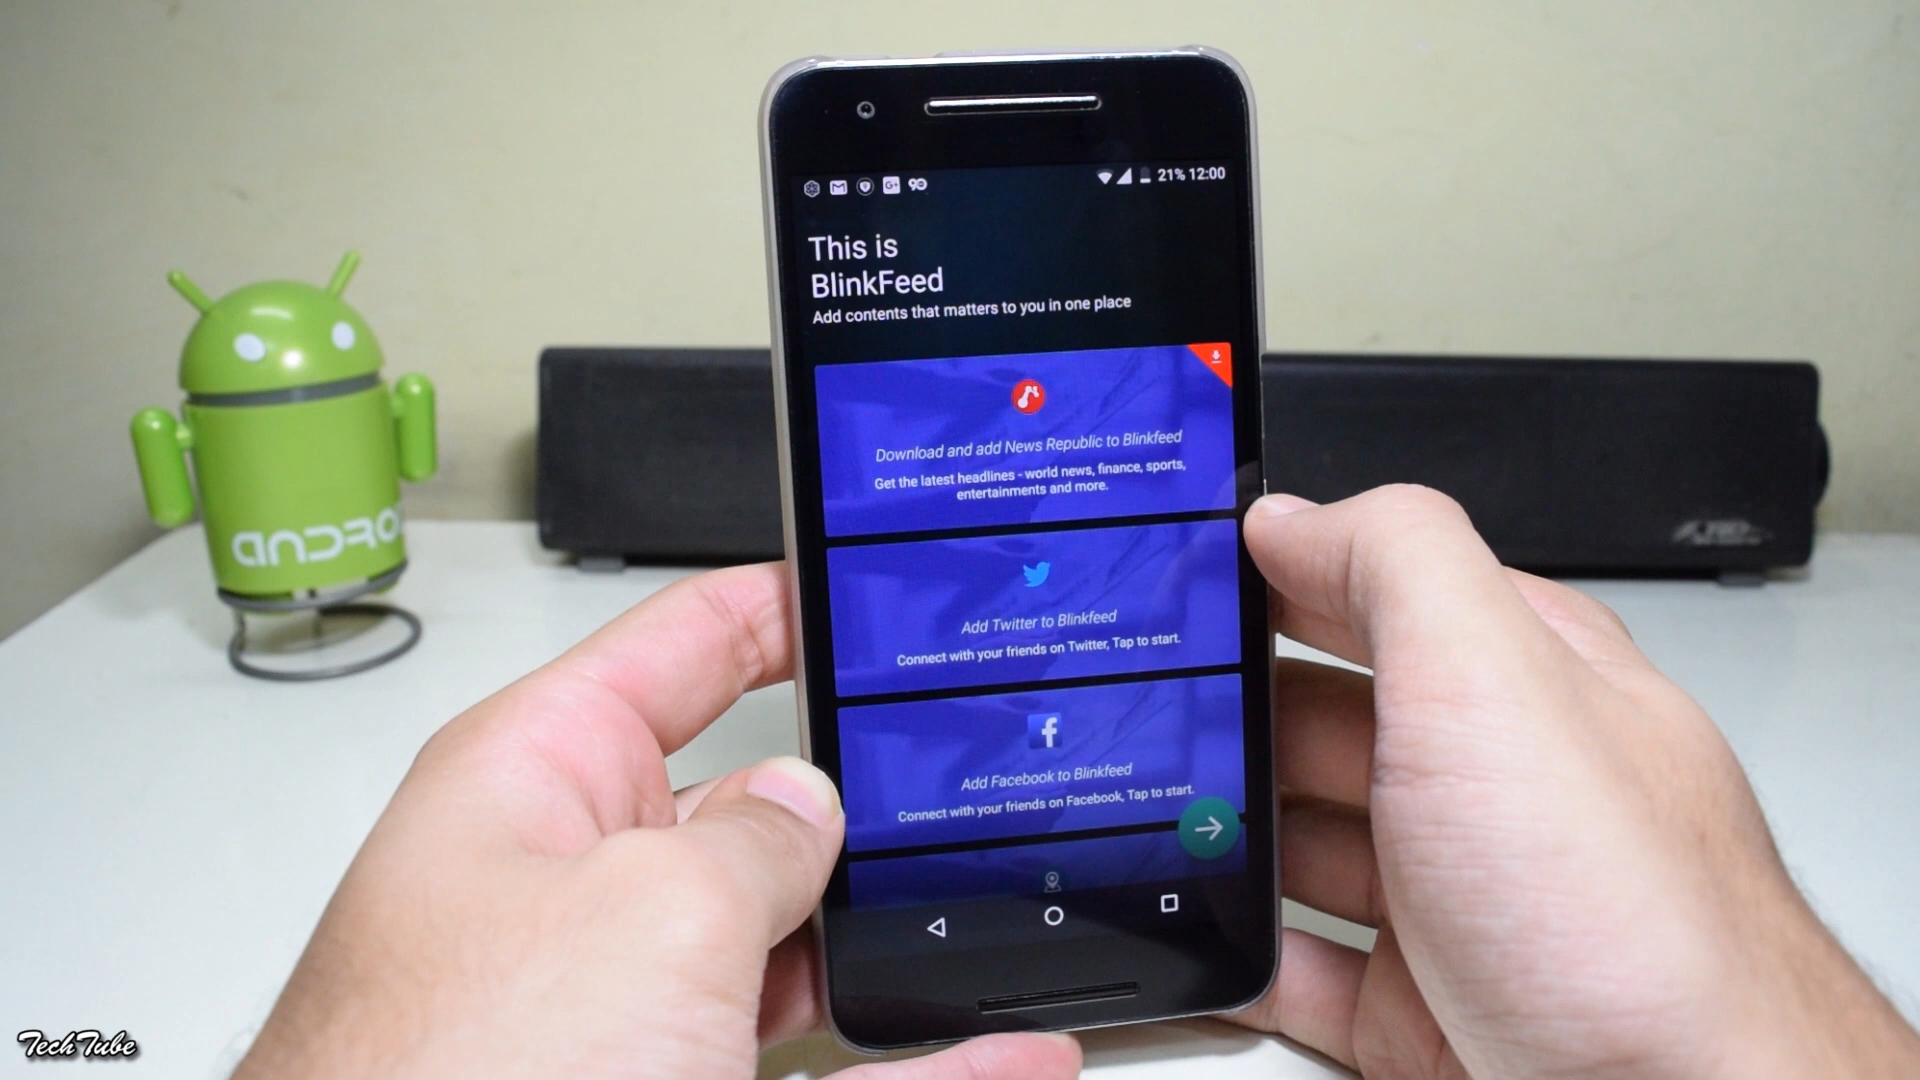 21% 12:00
This is
BlinkFeed
Add contents that matters to you in one place
Download and add News Republic to Blinkfeed
Get the latest headlines - world news, finance, sports,
entertainments and more.
Add Twitter to Blinkfeed
Connect with your friends on Twitter, Tap to start.
Add Facebook to Blinkfeed
Connect with your friends on Facebook, Tap to start.
ANDRO
TechTube